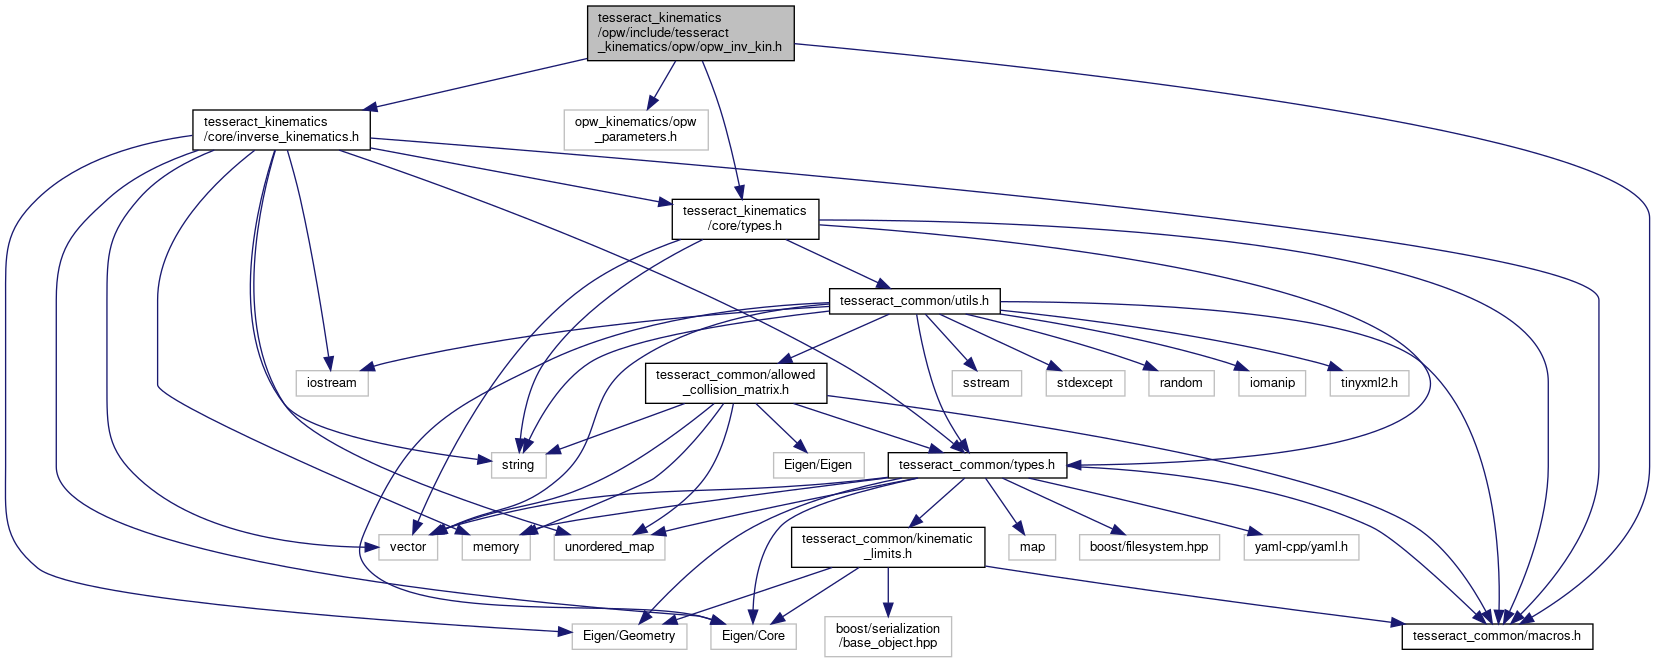 tesseract_kinematics
/opw/include/tesseract
_kinematics/opw/opw_inv_kin.h
tesseract_kinematics
/core/inverse_kinematics.h
opw_kinematics/opw
_parameters.h
tesseract_kinematics
/core/types.h
tesseract_common/utils.h
iostream
tesseract_common/allowed
_collision_matrix.h
sstream
stdexcept
random
iomanip
tinyxml2.h
string
Eigen/Eigen
tesseract_common/types.h
vector
memory
unordered_map
tesseract_common/kinematic
_limits.h
map
boost/filesystem.hpp
yaml-cpp/yaml.h
Eigen/Geometry
Eigen/Core
boost/serialization
/base_object.hpp
tesseract_common/macros.h